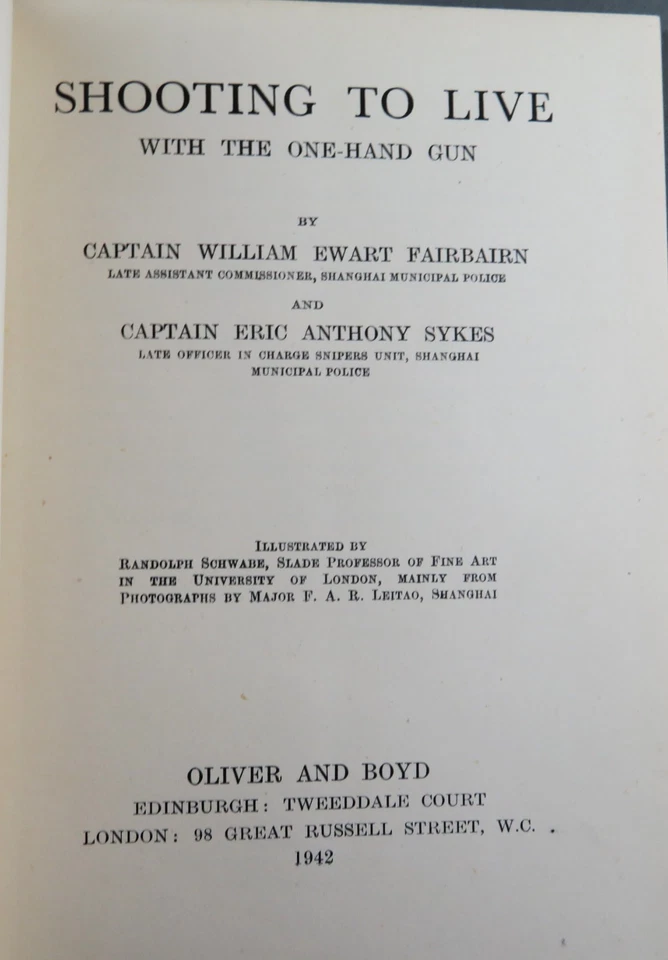 SHOOTING TO LIVE
WITH THE ONE-HAND GUN
BY
CAPTAIN WILLIAM EWART FAIRBAIRN
LATE ASSISTANT COMMISSIONER, SHANGHAI MUNICIPAL POLICE
AND
CAPTAIN ERIC ANTHONY SYKES
LATE OFFICER IN CHARGE SNIPERS UNIT, SHANGHAI
MUNICIPAL POLICE
ILLUSTRATED BY
RANDOLPH SCHWABE, SLADE PROFESSOR OF FINE ART
IN THE UNIVERSITY OF LONDON, MAINLY FROM
PHOTOGRAPHS BY MAJOR F. A. R. LEITAO, SHANGHAI
OLIVER AND BOYD
EDINBURGH: TWEEDDALE COURT
LONDON: 98 GREAT RUSSELL STREET, W.C.
1942